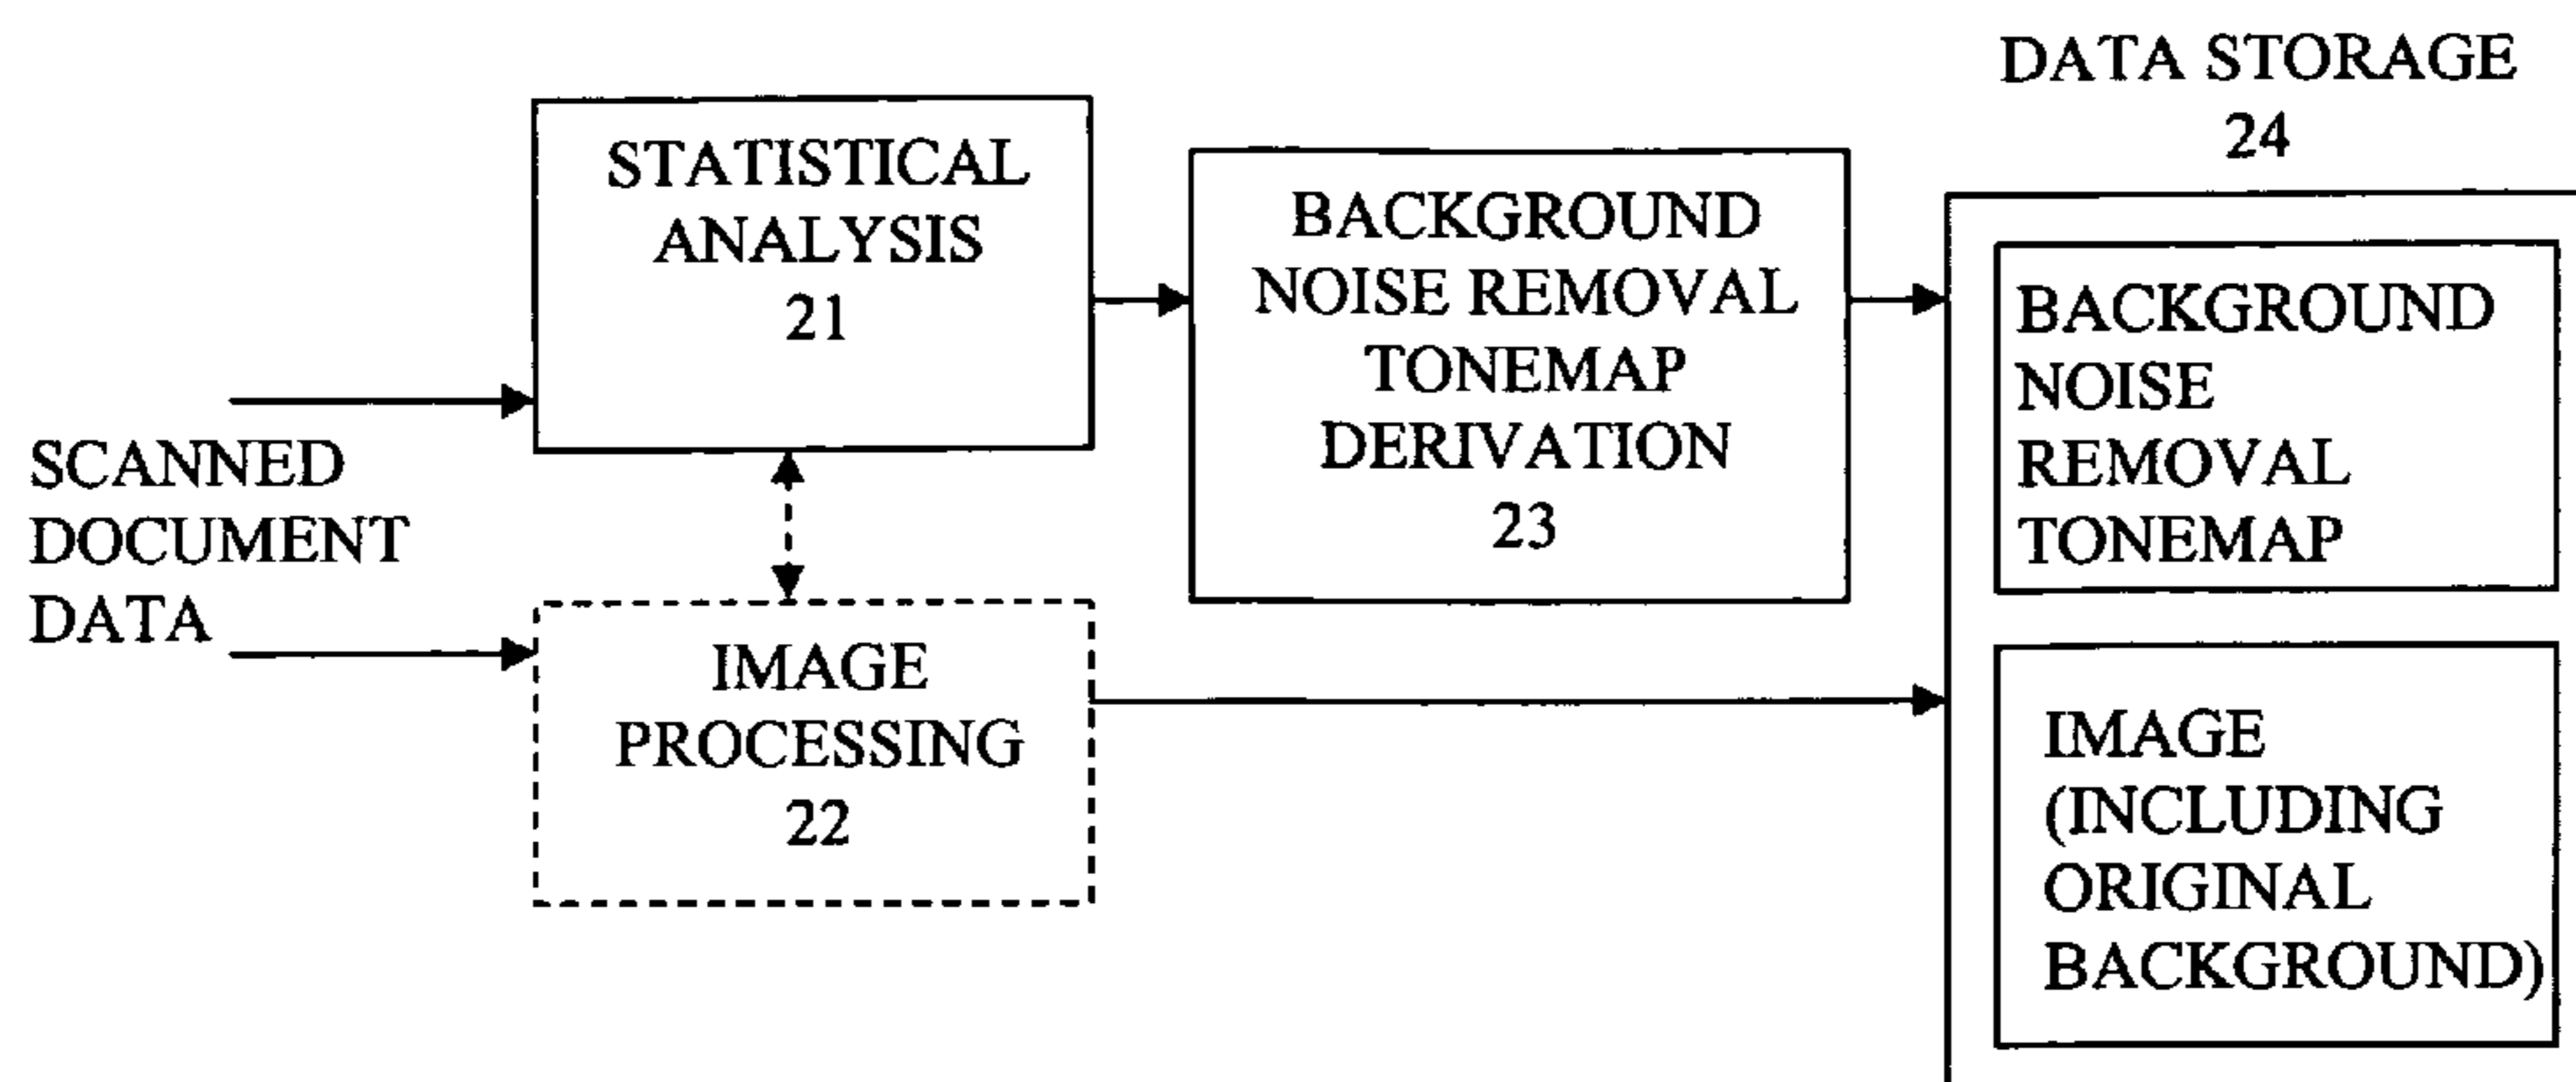 SCANNED
DOCUMENT
DATA
STATISTICAL
ANALYSIS
21
IMAGE
PROCESSING
22
BACKGROUND
NOISE REMOVAL
TONEMAP
DERIVATION
23
DATA STORAGE
24
BACKGROUND
NOISE
REMOVAL
TONEMAP
IMAGE
(INCLUDING
ORIGINAL
BACKGROUND)